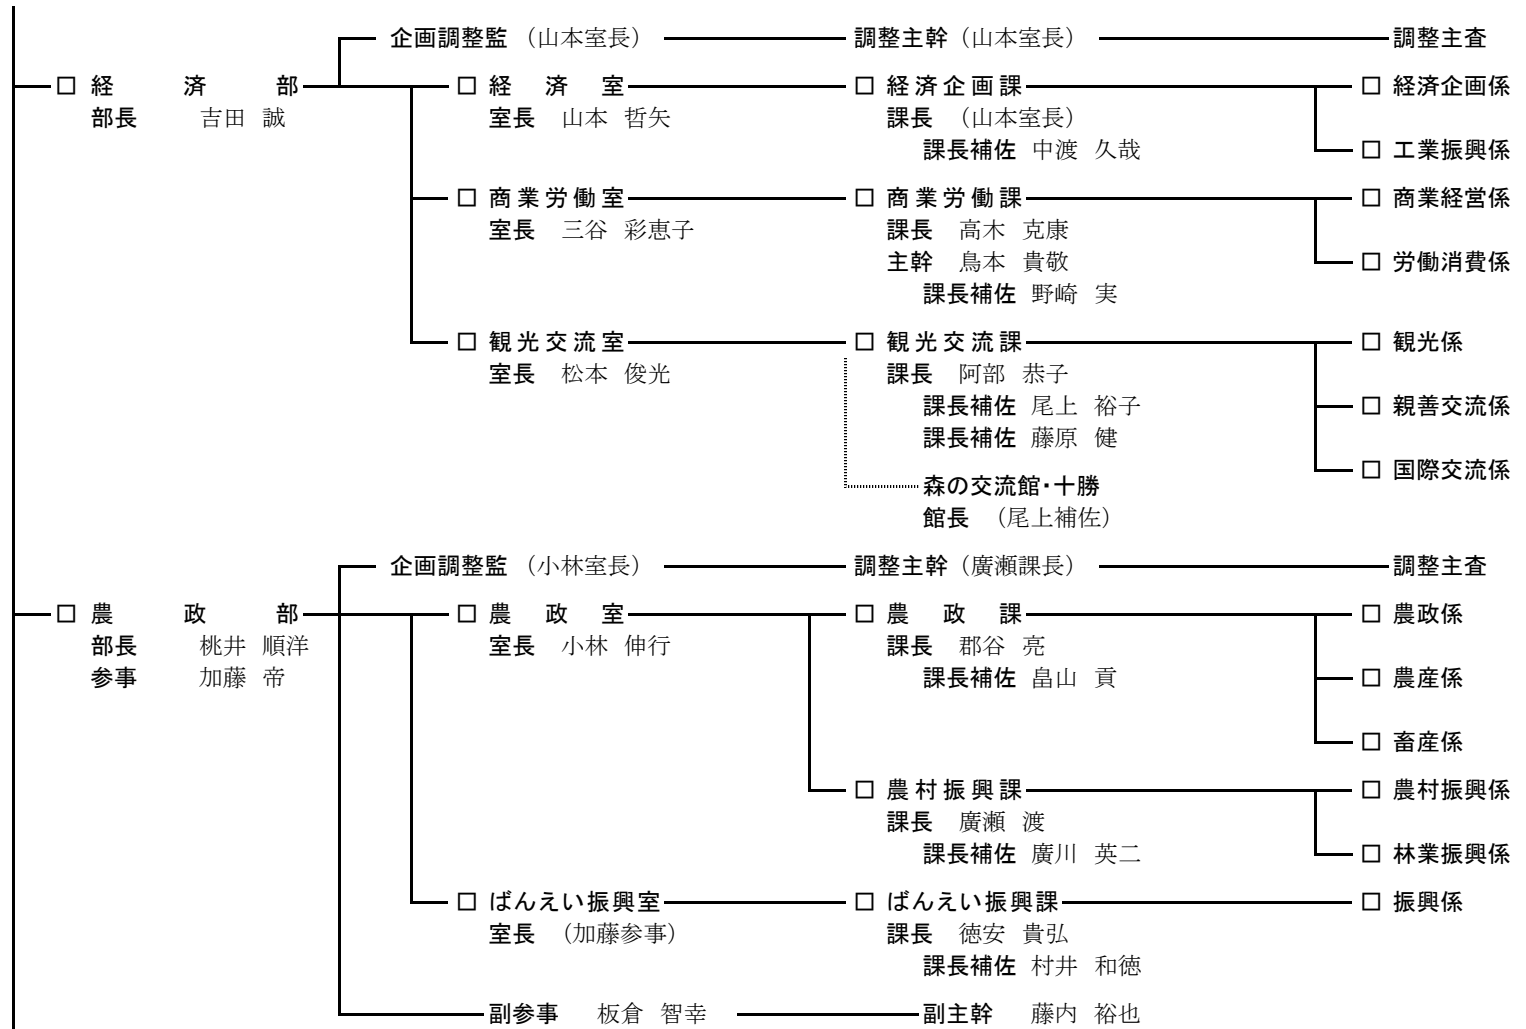 企画調整監 （山本室長） 調整主幹（山本室長） 調整主査
□ 経済部 □ 経済室 □ 経済企画課 □ 経済企画係
部長 吉田 誠 室長 山本 哲矢 課長 （山本室長）
課長補佐 中渡 久哉 □ 工業振興係
□ 商業労働室 □ 商業労働課 □ 商業経営係
室長 三谷 彩恵子 課長 高木 克康
主幹 鳥本 貴敬 □ 労働消費係
課長補佐 野崎 実
□ 観光交流室 □ 観光交流課 □ 観光係
室長 松本 俊光 課長 阿部 恭子
課長補佐 尾上 裕子 □ 親善交流係
課長補佐 藤原 健
□ 国際交流係
森の交流館・十勝
館長 （尾上補佐）
企画調整監 （小林室長） 調整主幹（廣瀬課長） 調整主査
□ 農政部 □ 農政室 □ 農政課 □ 農政係
部長 桃井 順洋 室長 小林 伸行 課長 郡谷 亮
参事 加藤 帝 課長補佐 畠山 貢 □ 農産係
□ 畜産係
□ 農村振興課 □ 農村振興係
課長 廣瀬 渡
課長補佐 廣川 英二 □ 林業振興係
□ ばんえい振興室 □ ばんえい振興課 □ 振興係
室長 （加藤参事） 課長 徳安 貴弘
課長補佐 村井 和徳
副参事 板倉 智幸 副主幹 藤内 裕也